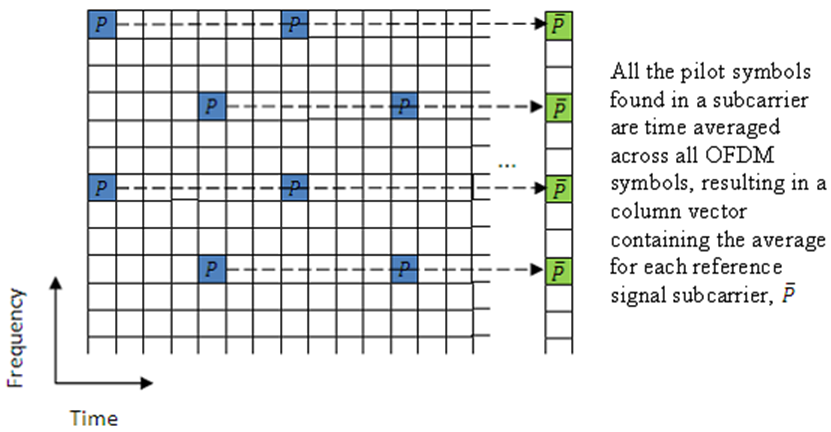 P P P̄
P P P̄
...
P P P̄
P P P̄
All the pilot symbols
found in a subcarrier
are time averaged
across all OFDM
symbols, resulting in a
column vector
containing the average
for each reference
signal subcarrier, P̄
Frequency
Time